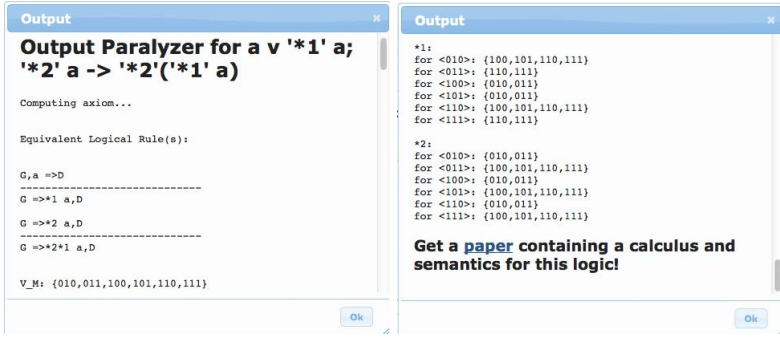 Output
Output Paralyzer for a v '*1' a;
'*2' a -> '*2'('*1' a)
Computing axiom...
Equivalent Logical Rule(s):
G,a =>D
-----------------------------
G =>*1 a,D
G =>*2 a,D
-----------------------------
G =>*2*1 a,D
V_M: {010,011,100,101,110,111}
Ok
Output
*1:
for <010>: {100,101,110,111}
for <011>: {110,111}
for <100>: {010,011}
for <101>: {010,011}
for <110>: {100,101,110,111}
for <111>: {110,111}
*2:
for <010>: {010,011}
for <011>: {100,101,110,111}
for <100>: {010,011}
for <101>: {100,101,110,111}
for <110>: {010,011}
for <111>: {100,101,110,111}
Get a paper containing a calculus and
semantics for this logic!
Ok